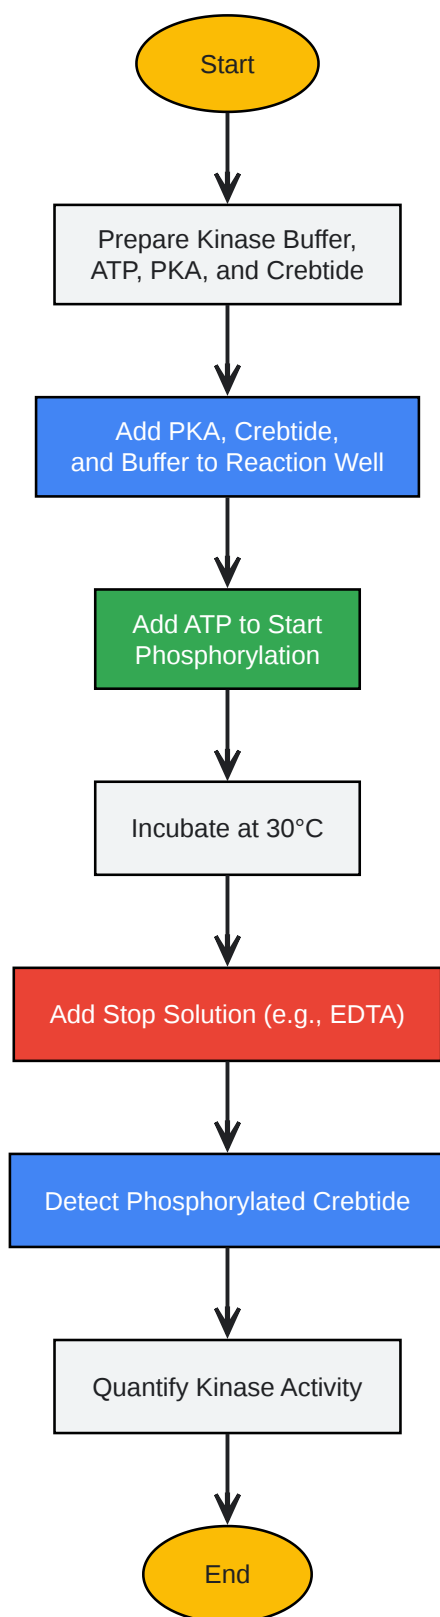 Start
Prepare Kinase Buffer,
ATP, PKA, and Crebtide
Add PKA, Crebtide,
and Buffer to Reaction Well
Add ATP to Start
Phosphorylation
Incubate at 30°C
Add Stop Solution (e.g., EDTA)
Detect Phosphorylated Crebtide
Quantify Kinase Activity
End